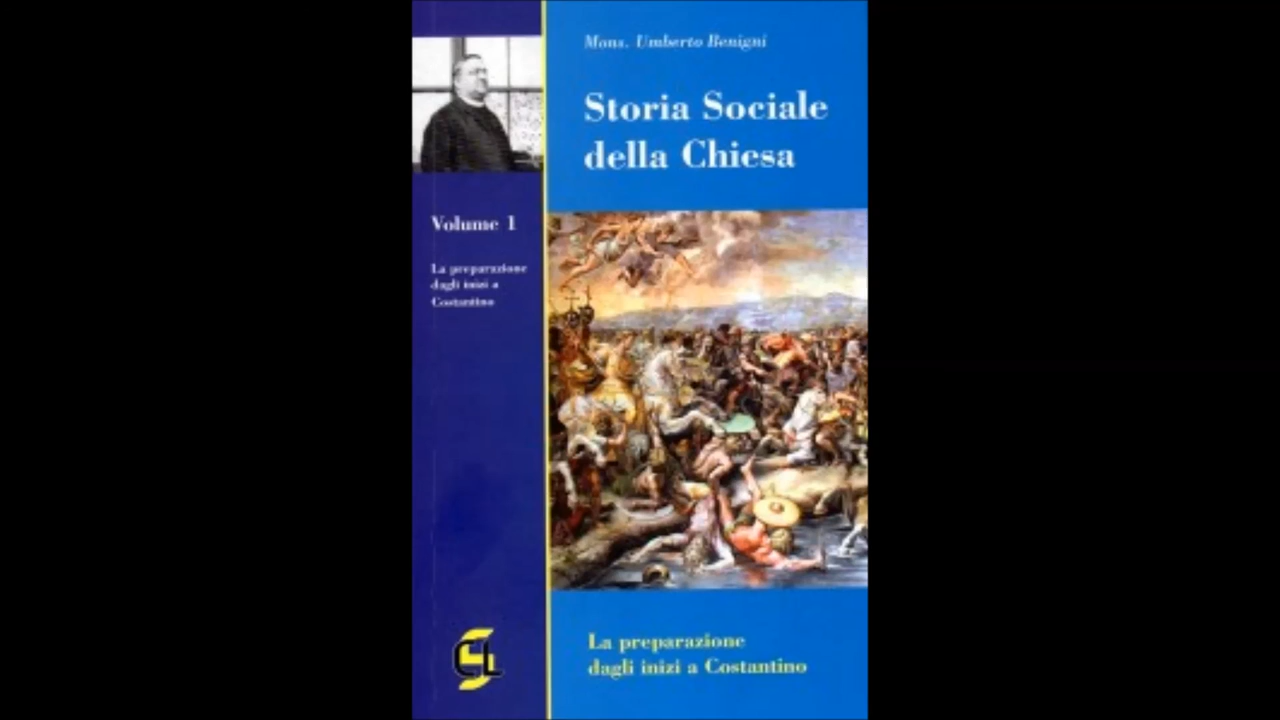 Mons. Umberto Benigni
Storia Sociale
della Chiesa
Volume 1
La preparazione
dagli inizi a
Costantino
CLS
La preparazione
dagli inizi a Costantino